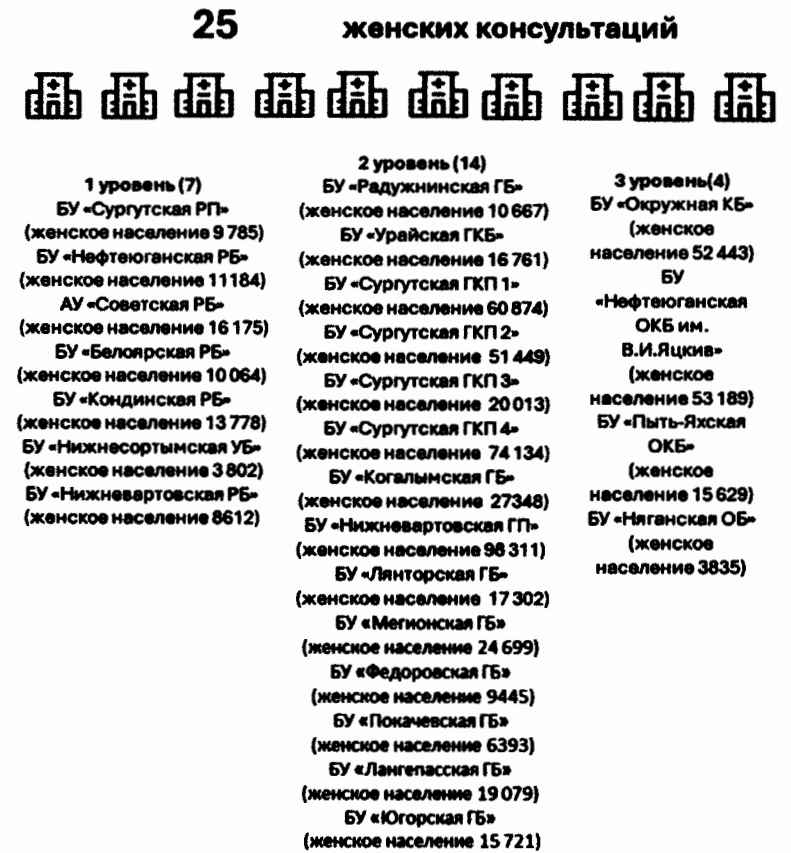 25 женских консультаций
1 уровень (7)
БУ «Сургутская РП»
(женское население 9 785)
БУ «Нефтеюганская РБ»
(женское население 11184)
АУ «Советская РБ»
(женское население 16 175)
БУ «Белоярская РБ»
(женское население 10 064)
БУ «Кондинская РБ»
(женское население 13 778)
БУ «Нижнесортымская УБ»
(женское население 3 802)
БУ «Нижневартовская РБ»
(женское население 8612)
2 уровень (14)
БУ «Радужнинская ГБ»
(женское население 10 667)
БУ «Урайская ГКБ»
(женское население 16 761)
БУ «Сургутская ГКП 1»
(женское население 60 874)
БУ «Сургутская ГКП 2»
(женское население 51 449)
БУ «Сургутская ГКП 3»
(женское население 20 013)
БУ «Сургутская ГКП 4»
(женское население 74 134)
БУ «Когалымская ГБ»
(женское население 27348)
БУ «Нижневартовская ГП»
(женское население 98 311)
БУ «Лянторская ГБ»
(женское население 17 302)
БУ «Мегионская ГБ»
(женское население 24 699)
БУ «Федоровская ГБ»
(женское население 9445)
БУ «Покачевская ГБ»
(женское население 6393)
БУ «Лангепасская ГБ»
(женское население 19 079)
БУ «Югорская ГБ»
(женское население 15 721)
3 уровень(4)
БУ «Окружная КБ»
(женское
население 52 443)
БУ
«Нефтеюганская
ОКБ им.
В.И.Яцкив»
(женское
население 53 189)
БУ «Пыть-Яхская
ОКБ»
(женское
население 15 629)
БУ «Няганская ОБ»
(женское
население 3835)